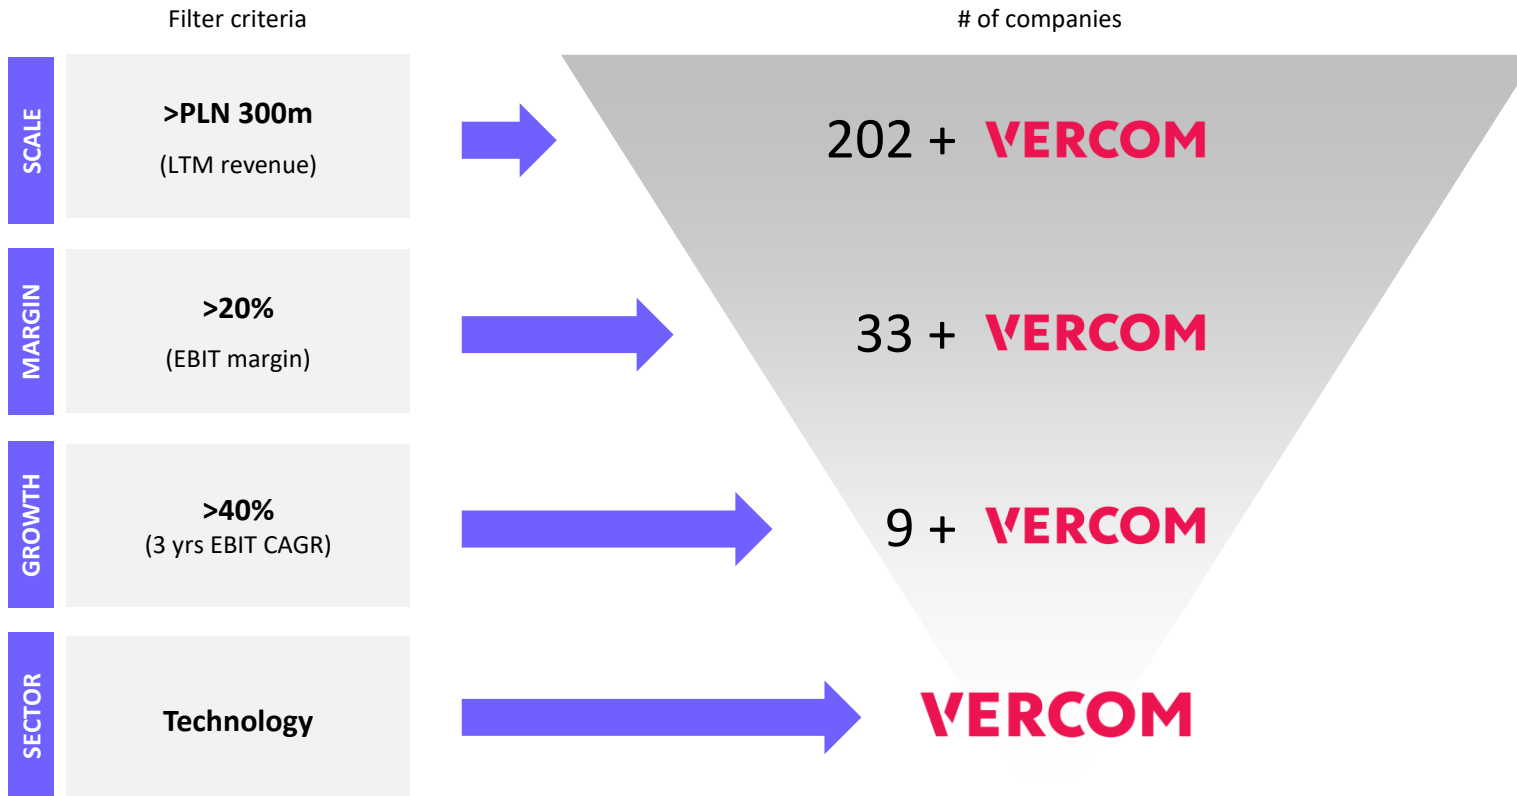 Filter criteria
# of companies
SCALE
>PLN 300m
(LTM revenue)
202 + VERCOM
MARGIN
>20%
(EBIT margin)
33 + VERCOM
GROWTH
>40%
(3 yrs EBIT CAGR)
9 + VERCOM
SECTOR
Technology
VERCOM